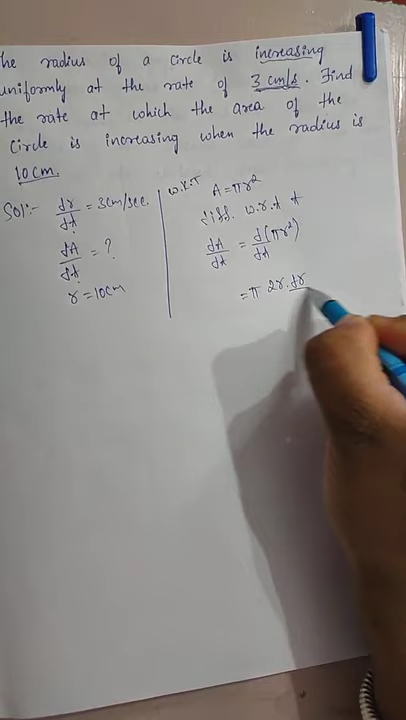 he radius of a circle is increasing
uniformly at the rate of 3 cm/s. Find
the rate at which the area of the
circle is increasing when the radius is
10cm.
Sol:- dr/dt = 3cm/sec.
dA/dt = ?
r = 10cm
W.K.T A = πr²
diff. w.r.t t
dA/dt = d(πr²)/dt
= π 2r. dr